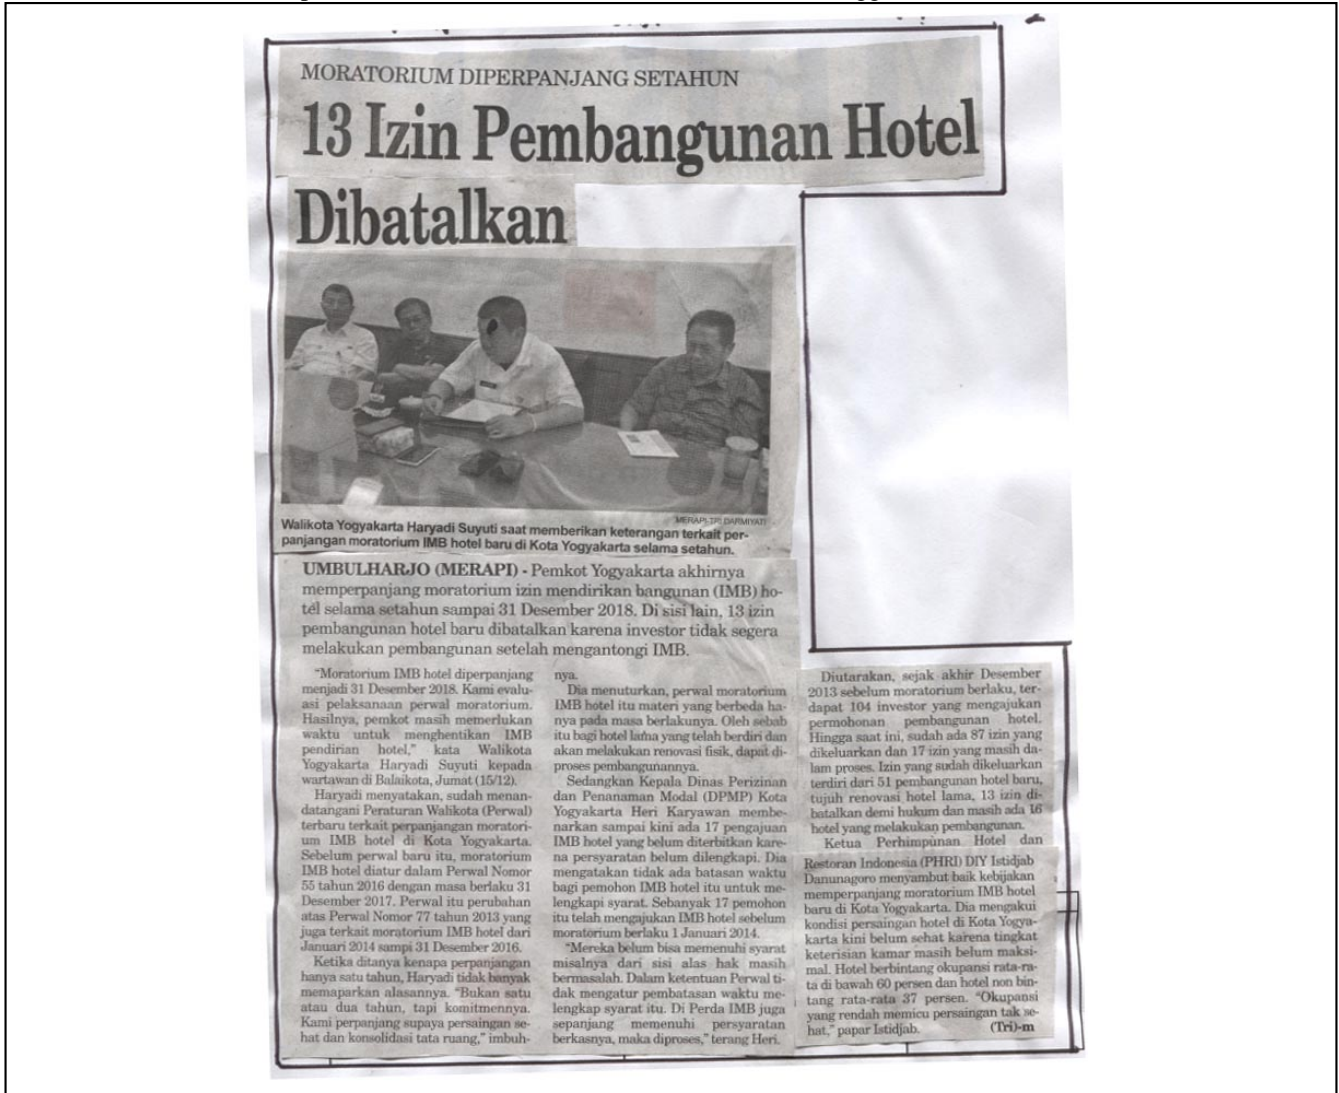 MORATORIUM DIPERPANJANG SETAHUN
13 Izin Pembangunan Hotel
Dibatalkan
MERAPI-TRI DARMIYATI
Walikota Yogyakarta Haryadi Suyuti saat memberikan keterangan terkait per-
panjangan moratorium IMB hotel baru di Kota Yogyakarta selama setahun.
UMBULHARJO (MERAPI) - Pemkot Yogyakarta akhirnya
memperpanjang moratorium izin mendirikan bangunan (IMB) ho-
tel selama setahun sampai 31 Desember 2018. Di sisi lain, 13 izin
pembangunan hotel baru dibatalkan karena investor tidak segera
melakukan pembangunan setelah mengantongi IMB.
"Moratorium IMB hotel diperpanjang
menjadi 31 Desember 2018. Kami evalu-
asi pelaksanaan perwal moratorium.
Hasilnya, pemkot masih memerlukan
waktu untuk menghentikan IMB
pendirian hotel," kata Walikota
Yogyakarta Haryadi Suyuti kepada
wartawan di Balaikota, Jumat (15/12).
Haryadi menyatakan, sudah menan-
datangani Peraturan Walikota (Perwal)
terbaru terkait perpanjangan moratori-
um IMB hotel di Kota Yogyakarta.
Sebelum perwal baru itu, moratorium
IMB hotel diatur dalam Perwal Nomor
55 tahun 2016 dengan masa berlaku 31
Desember 2017. Perwal itu perubahan
atas Perwal Nomor 77 tahun 2013 yang
juga terkait moratorium IMB hotel dari
Januari 2014 sampi 31 Desember 2016.
Ketika ditanya kenapa perpanjangan
hanya satu tahun, Haryadi tidak banyak
memaparkan alasannya. "Bukan satu
atau dua tahun, tapi komitmennya.
Kami perpanjang supaya persaingan se-
hat dan konsolidasi tata ruang," imbuh-
nya.
Dia menuturkan, perwal moratorium
IMB hotel itu materi yang berbeda ha-
nya pada masa berlakunya. Oleh sebab
itu bagi hotel lama yang telah berdiri dan
akan melakukan renovasi fisik, dapat di-
proses pembangunannya.
Sedangkan Kepala Dinas Perizinan
dan Penanaman Modal (DPMP) Kota
Yogyakarta Heri Karyawan membe-
narkan sampai kini ada 17 pengajuan
IMB hotel yang belum diterbitkan kare-
na persyaratan belum dilengkapi. Dia
mengatakan tidak ada batasan waktu
bagi pemohon IMB hotel itu untuk me-
lengkapi syarat. Sebanyak 17 pemohon
itu telah mengajukan IMB hotel sebelum
moratorium berlaku 1 Januari 2014.
"Mereka belum bisa memenuhi syarat
misalnya dari sisi alas hak masih
bermasalah. Dalam ketentuan Perwal ti-
dak mengatur pembatasan waktu me-
lengkap syarat itu. Di Perda IMB juga
sepanjang memenuhi persyaratan
berkasnya, maka diproses," terang Heri.
Diutarakan, sejak akhir Desember
2013 sebelum moratorium berlaku, ter-
dapat 104 investor yang mengajukan
permohonan pembangunan hotel.
Hingga saat ini, sudah ada 87 izin yang
dikeluarkan dan 17 izin yang masih da-
lam proses. Izin yang sudah dikeluarkan
terdiri dari 51 pembangunan hotel baru,
tujuh renovasi hotel lama, 13 izin di-
batalkan demi hukum dan masih ada 16
hotel yang melakukan pembangunan.
Ketua Perhimpunan Hotel dan
Restoran Indonesia (PHRI) DIY Istidjab
Danunagoro menyambut baik kebijakan
memperpanjang moratorium IMB hotel
baru di Kota Yogyakarta. Dia mengakui
kondisi persaingan hotel di Kota Yogya-
karta kini belum sehat karena tingkat
keterisian kamar masih belum maksi-
mal. Hotel berbintang okupansi rata-ra-
ta di bawah 60 persen dan hotel non bin-
tang rata-rata 37 persen. "Okupansi
yang rendah memicu persaingan tak se-
hat," papar Istidjab. (Tri)-m